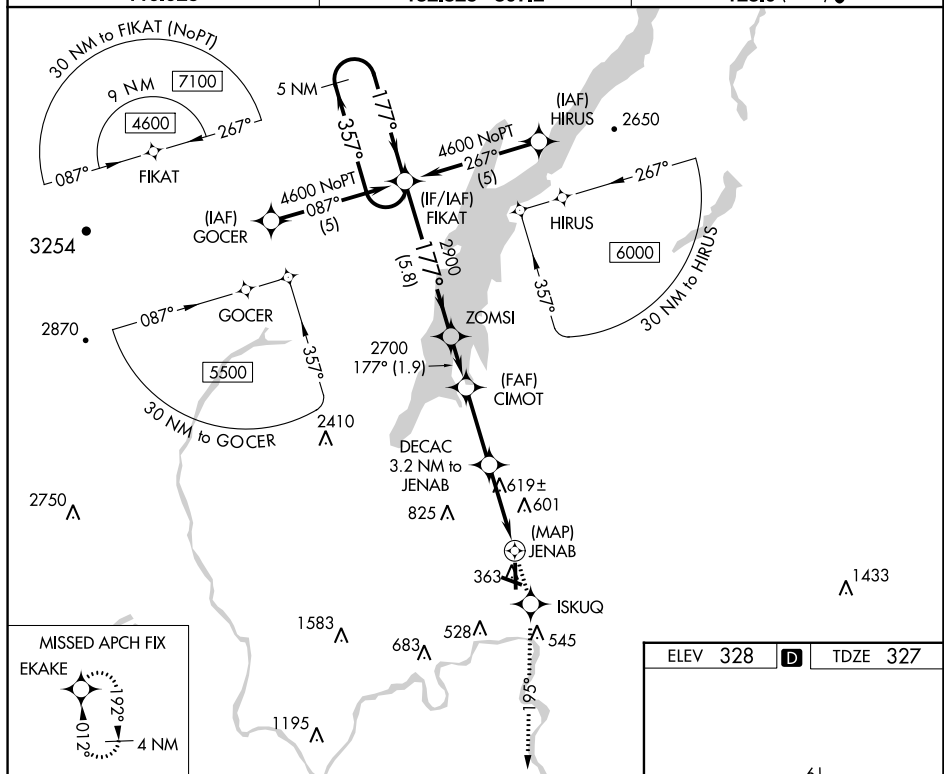 30 NM to FIKAT (NoPT)
9 NM
7100
4600
087°
267°
FIKAT
5 NM
177°
357°
(IAF)
HIRUS
2650
4600 NoPT
267°
(5)
4600 NoPT
087°
(5)
(IAF)
GOCER
(IF/IAF)
FIKAT
3254
267°
HIRUS
6000
357°
30 NM to HIRUS
2900
177°
(5.8)
087°
GOCER
357°
5500
30 NM to GOCER
2870
ZOMSI
2700
177° (1.9)
(FAF)
CIMOT
2410
DECAC
3.2 NM to
JENAB
619±
601
825
2750
(MAP)
JENAB
363
1433
ISKUQ
1583
683
528
545
195°
1195
MISSED APCH FIX
EKAKE
192°
012°
4 NM
ELEV 328 D TDZE 327